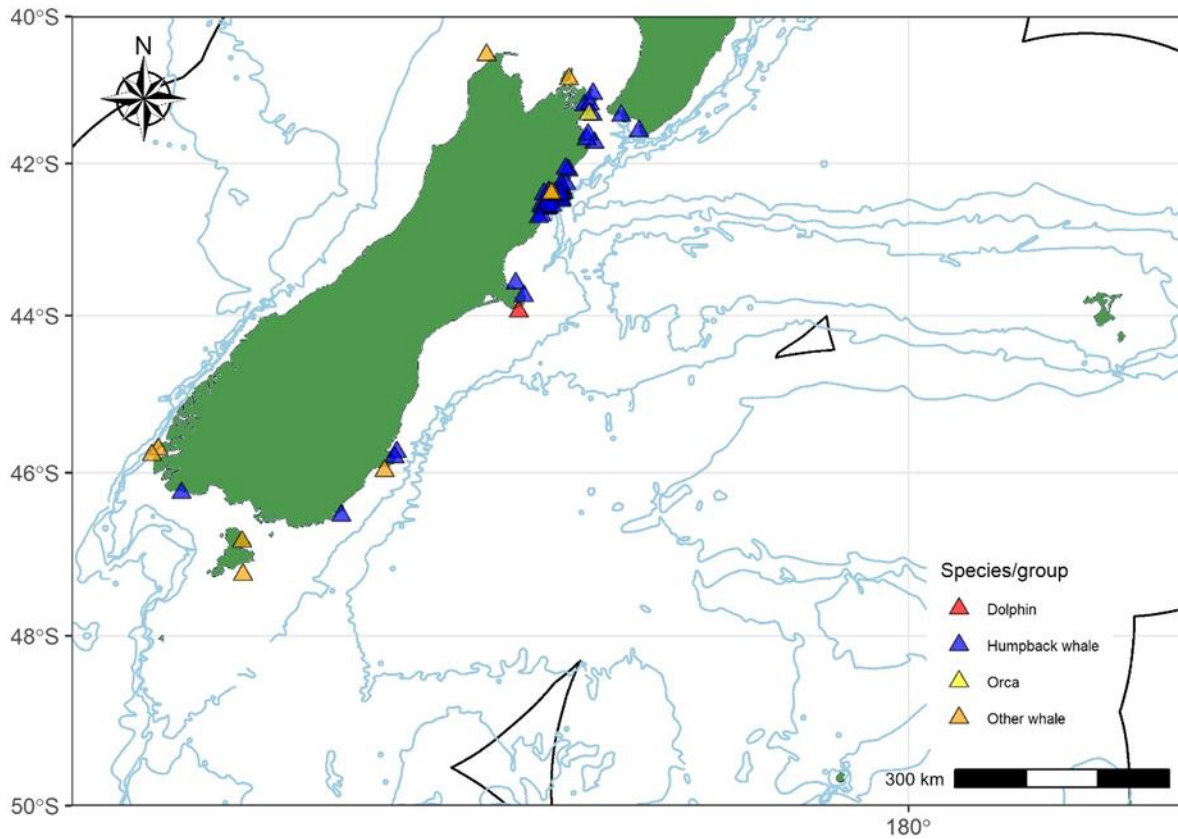 40°S
N
42°S
44°S
46°S
48°S
50°S
Species/group
Dolphin
Humpback whale
Orca
Other whale
300 km
180°